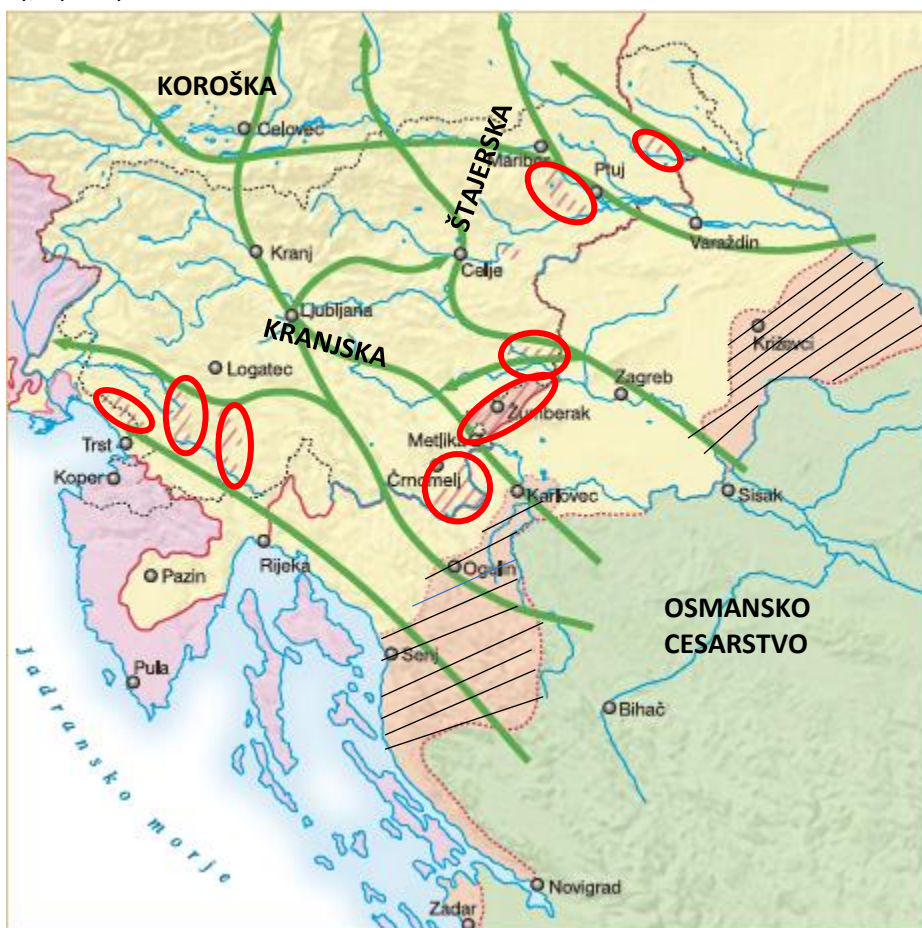 KOROŠKA
Celovec
ŠTAJERSKA
Maribor
Ptuj
Varaždin
Kranj
Celje
Ljubljana
KRANJSKA
Križevci
Logatec
Zagreb
Žumberak
Trst
Metlika
Koper
Črnomelj
Karlovec
Sisak
Rijeka
Ogulin
Pazin
OSMANSKO
CESARSTVO
Senj
Pula
Bihač
Jadransko morje
Novigrad
Zadar